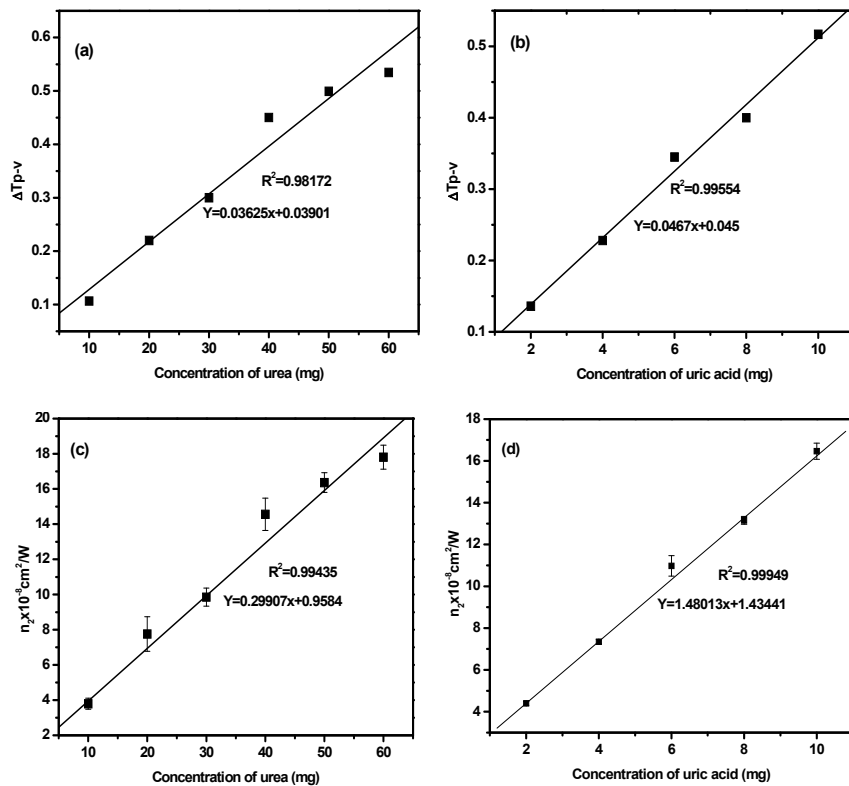 (a)
0.6
0.5
0.4
0.3
0.2
0.1
ΔTp-v
R²=0.98172
Y=0.03625x+0.03901
10 20 30 40 50 60
Concentration of urea (mg)
(b)
0.5
0.4
0.3
0.2
0.1
ΔTp-v
R²=0.99554
Y=0.0467x+0.045
2 4 6 8 10
Concentration of uric acid (mg)
(c)
20
18
16
14
12
10
8
6
4
2
n₂x10⁻⁸cm²/W
R²=0.99435
Y=0.29907x+0.9584
10 20 30 40 50 60
Concentration of urea (mg)
(d)
18
16
14
12
10
8
6
4
n₂x10⁻⁸cm²/W
R²=0.99949
Y=1.48013x+1.43441
2 4 6 8 10
Concentration of uric acid (mg)